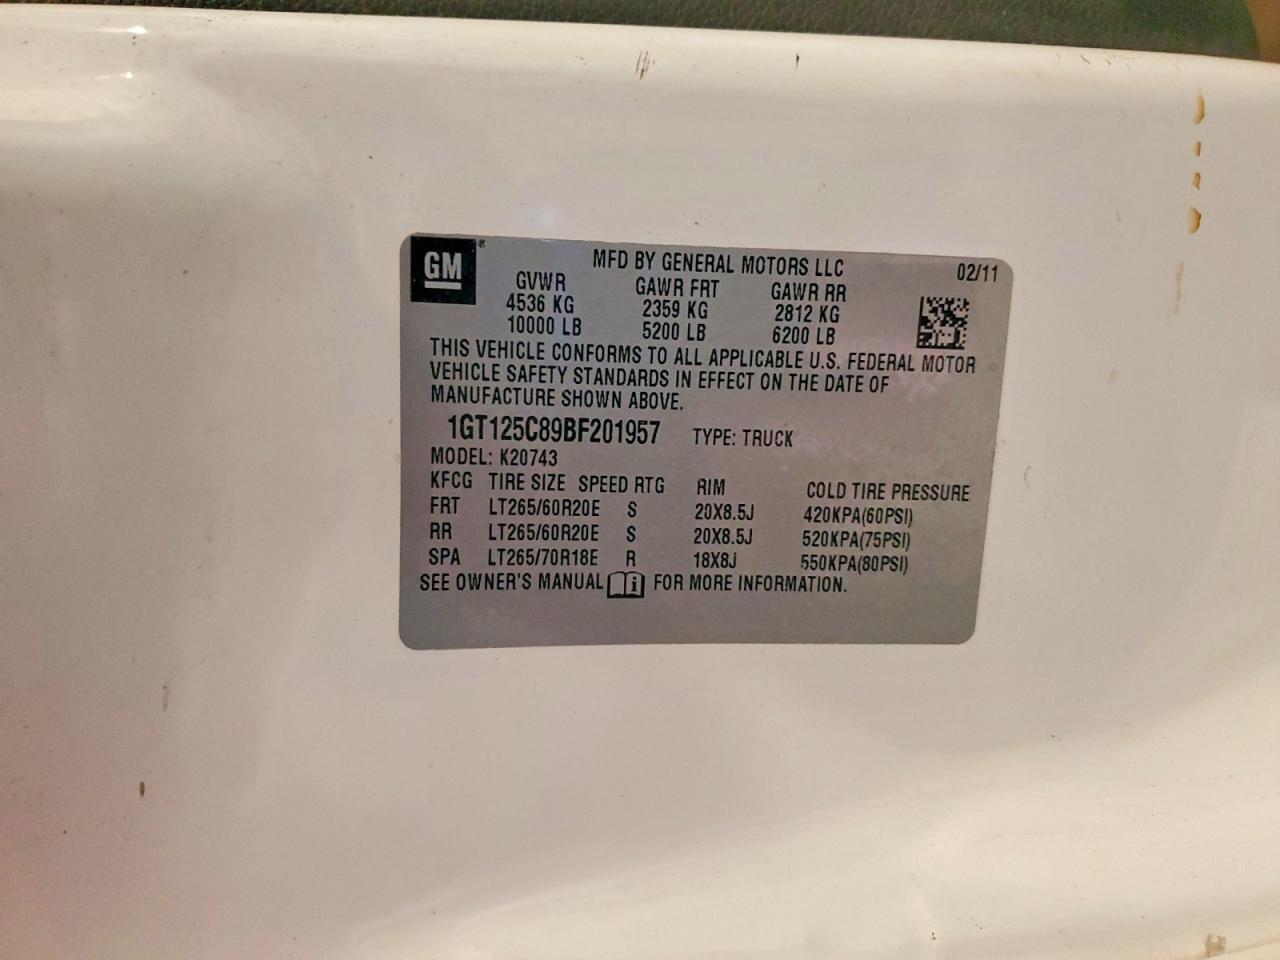 GM® MFD BY GENERAL MOTORS LLC 02/11
GVWR GAWR FRT GAWR RR
4536 KG 2359 KG 2812 KG
10000 LB 5200 LB 6200 LB
THIS VEHICLE CONFORMS TO ALL APPLICABLE U.S. FEDERAL MOTOR
VEHICLE SAFETY STANDARDS IN EFFECT ON THE DATE OF
MANUFACTURE SHOWN ABOVE.
1GT125C89BF201957 TYPE: TRUCK
MODEL: K20743
KFCG TIRE SIZE SPEED RTG RIM COLD TIRE PRESSURE
FRT LT265/60R20E S 20X8.5J 420KPA(60PSI)
RR LT265/60R20E S 20X8.5J 520KPA(75PSI)
SPA LT265/70R18E R 18X8J 550KPA(80PSI)
SEE OWNER'S MANUAL i FOR MORE INFORMATION.